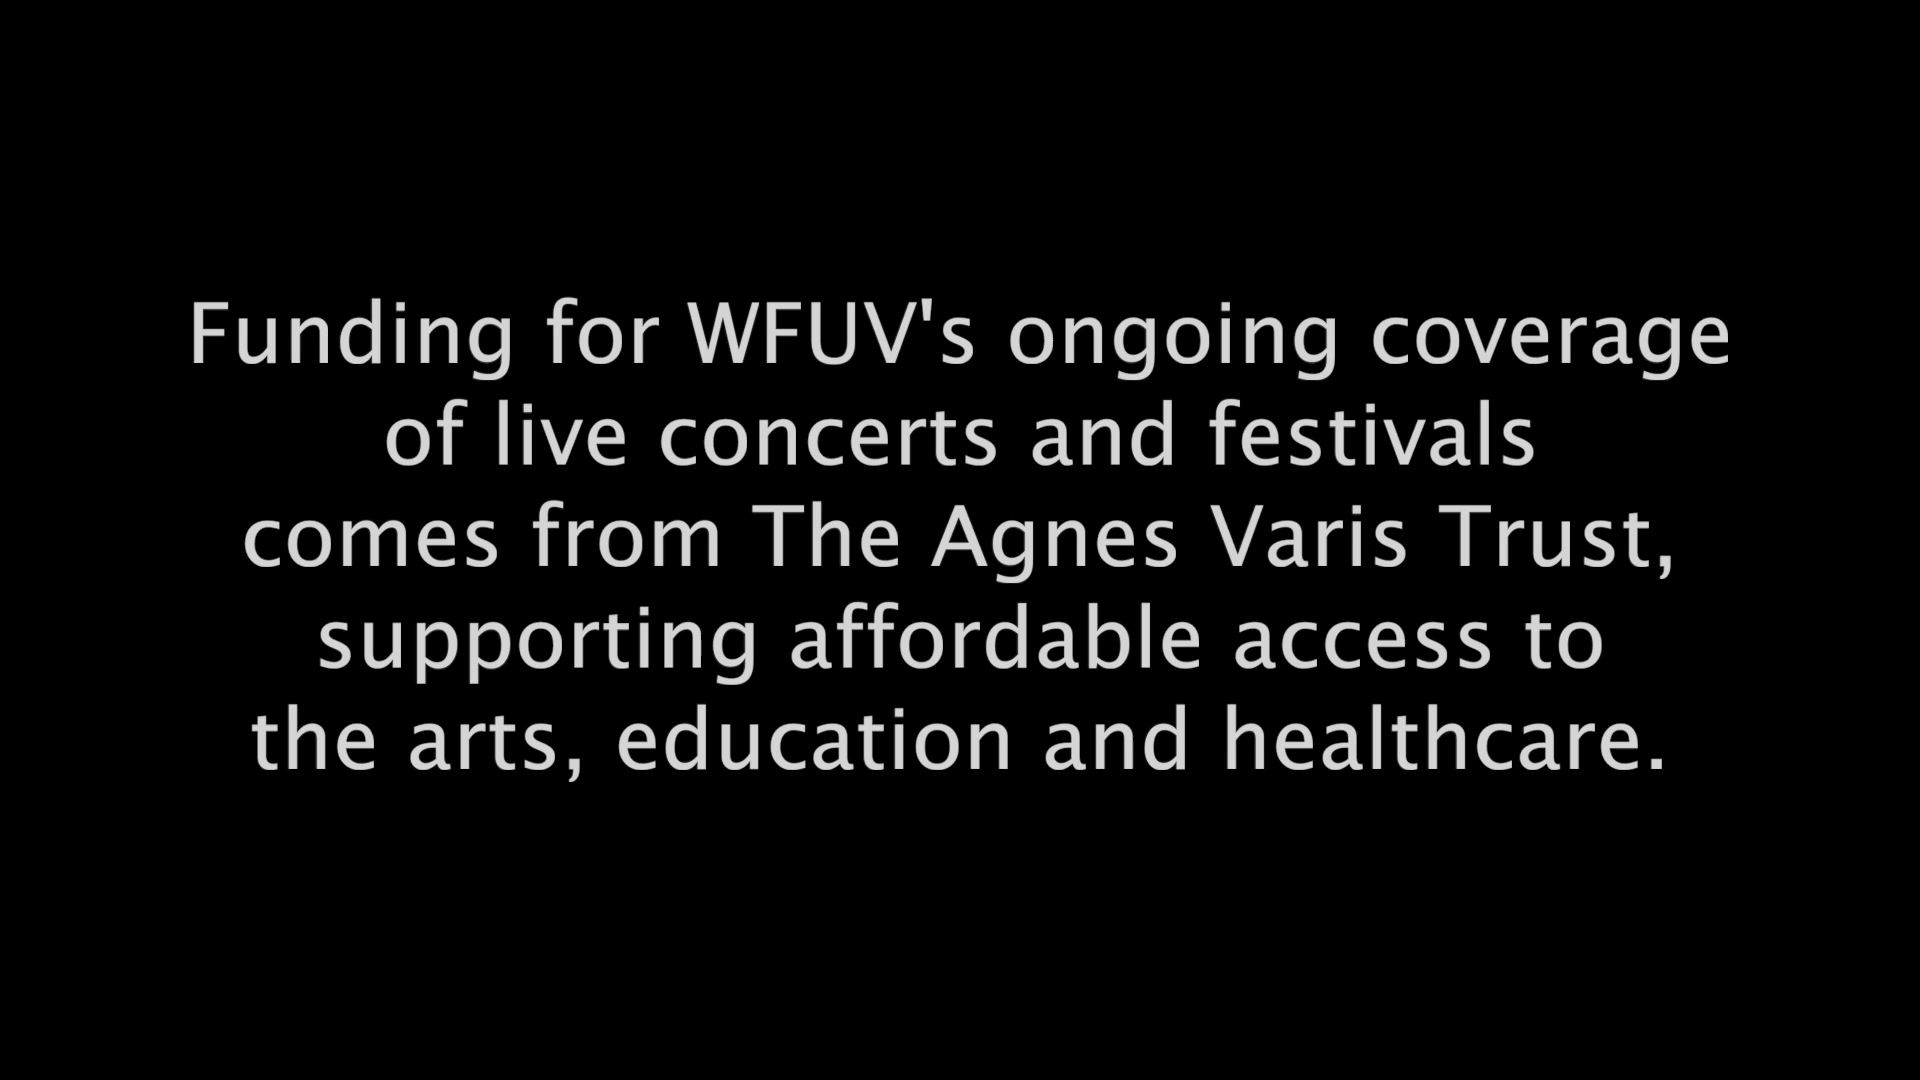 Funding for WFUV's ongoing coverage
of live concerts and festivals
comes from The Agnes Varis Trust,
supporting affordable access to
the arts, education and healthcare.